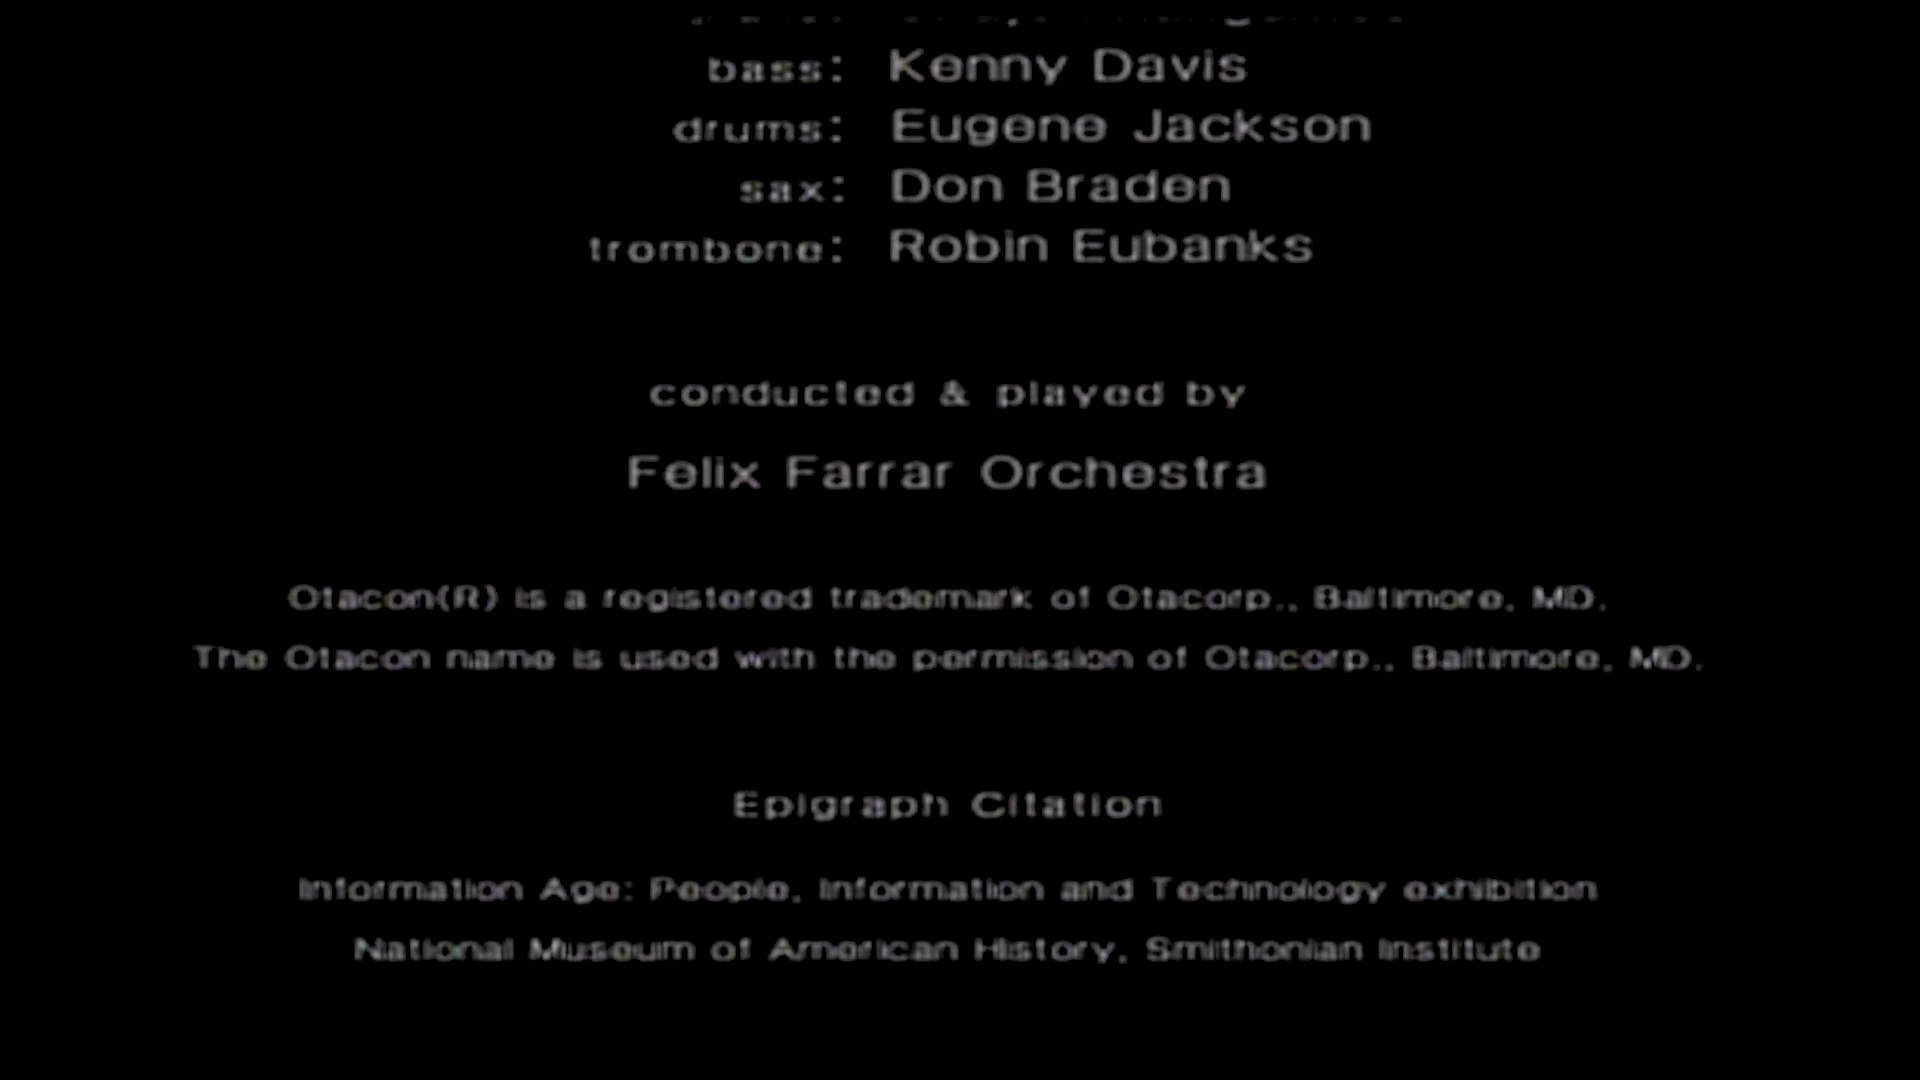 bass: Kenny Davis
drums: Eugene Jackson
sax: Don Braden
trombone: Robin Eubanks
conducted & played by
Felix Farrar Orchestra
Otacon(R) is a registered trademark of Otacorp., Baltimore, MD.
The Otacon name is used with the permission of Otacorp., Baltimore, MD.
Epigraph Citation
Information Age: People, Information and Technology exhibition
National Museum of American History, Smithonian Institute